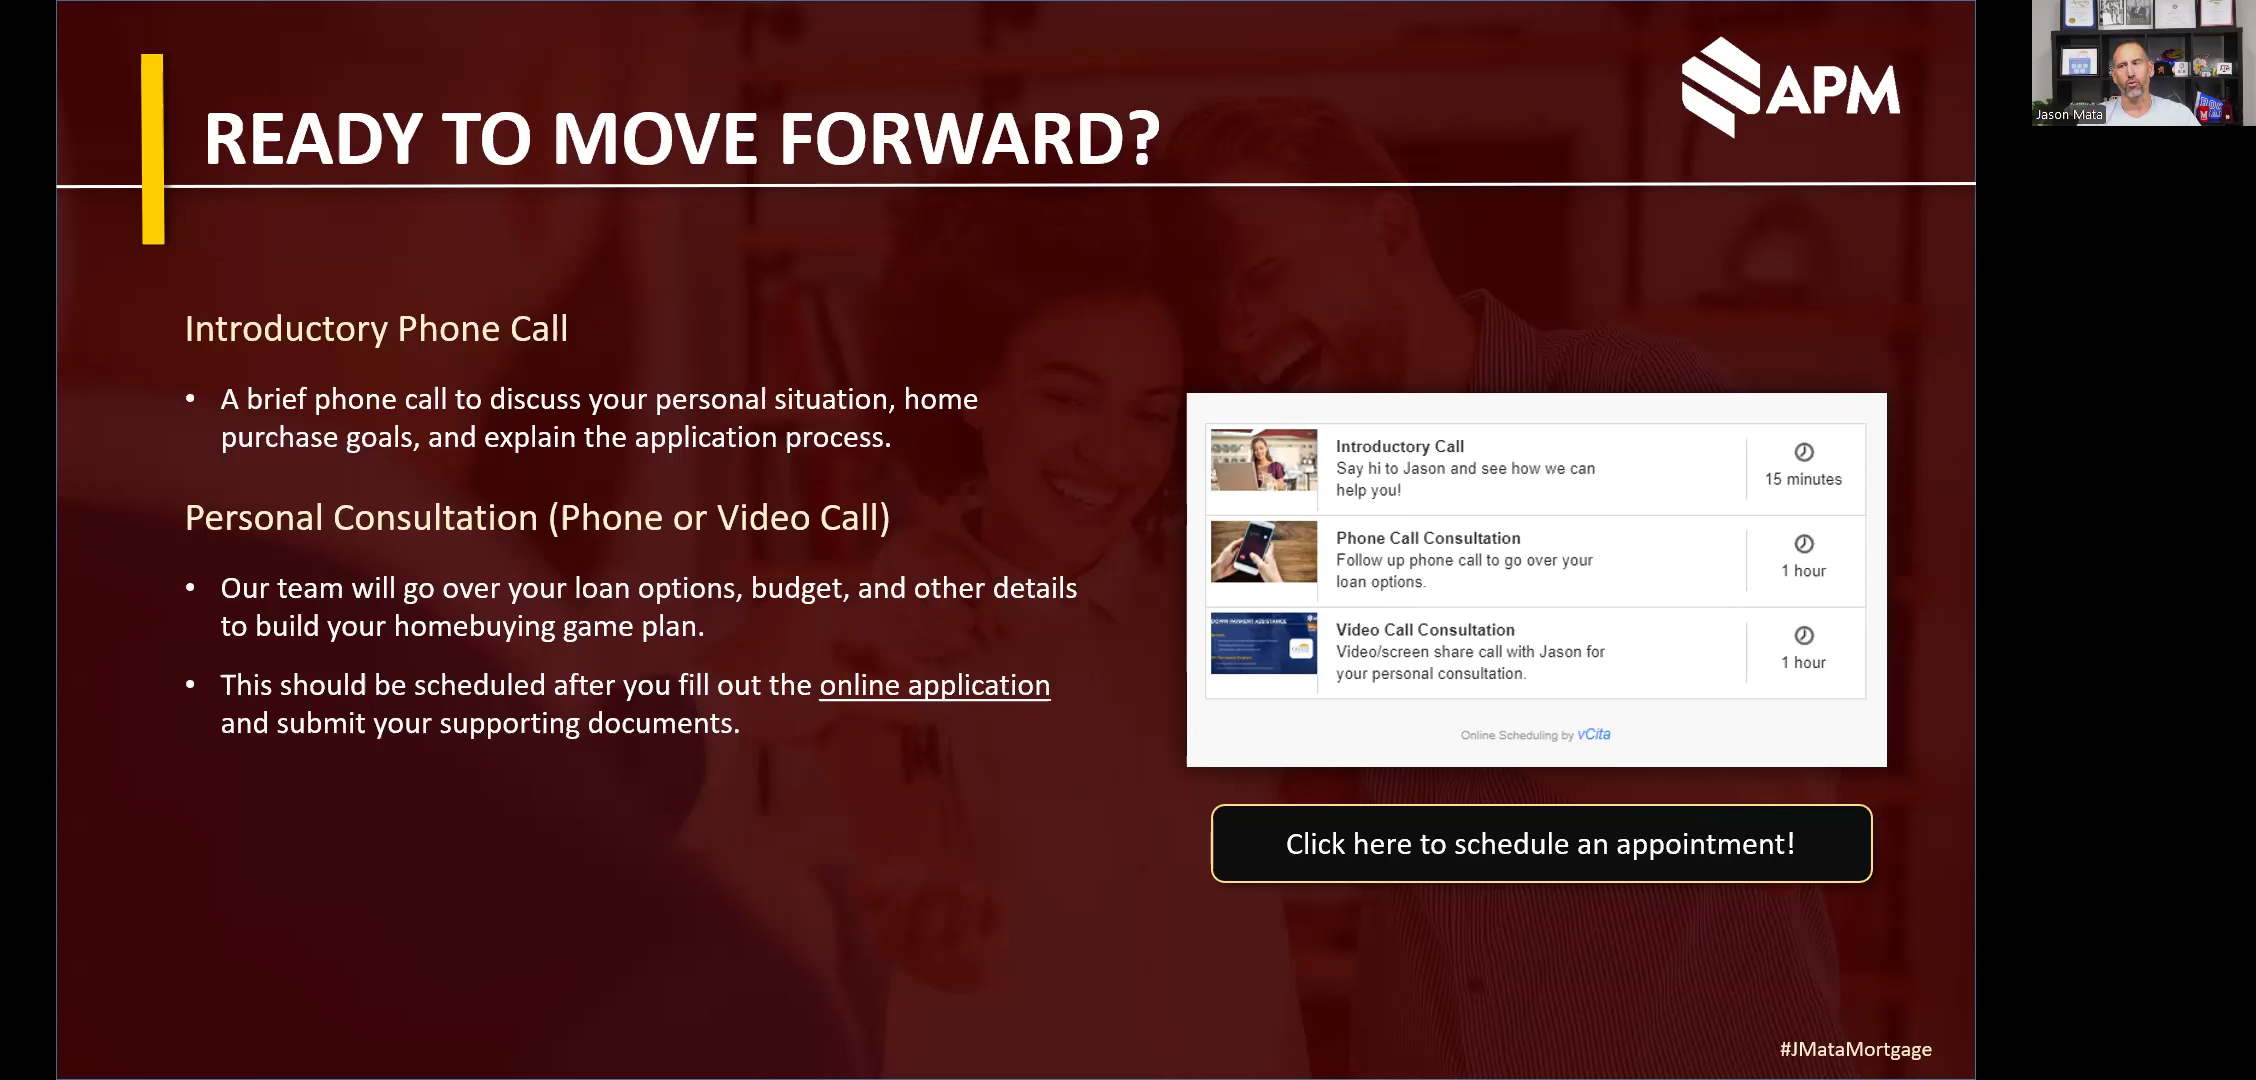 READY TO MOVE FORWARD?
APM
Jason Mata
Introductory Phone Call
• A brief phone call to discuss your personal situation, home
purchase goals, and explain the application process.
Personal Consultation (Phone or Video Call)
• Our team will go over your loan options, budget, and other details
to build your homebuying game plan.
• This should be scheduled after you fill out the online application
and submit your supporting documents.
Introductory Call
Say hi to Jason and see how we can
help you!
15 minutes
Phone Call Consultation
Follow up phone call to go over your
loan options.
1 hour
DOWN PAYMENT ASSISTANCE
Video Call Consultation
Video/screen share call with Jason for
your personal consultation.
1 hour
Online Scheduling by vCita
Click here to schedule an appointment!
#JMataMortgage